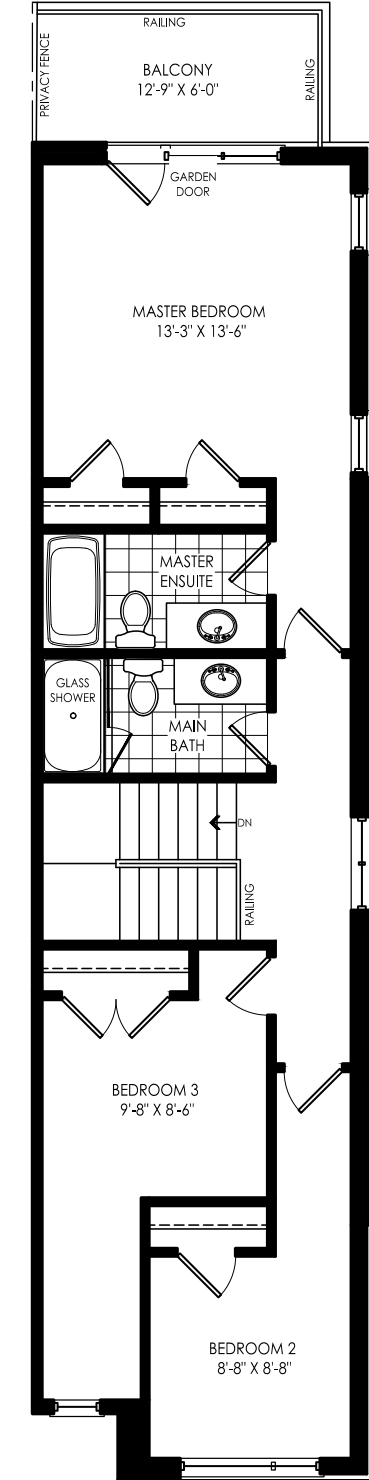 RAILING
PRIVACY FENCE
BALCONY
12'-9" X 6'-0"
RAILING
GARDEN
DOOR
MASTER BEDROOM
13'-3" X 13'-6"
MASTER
ENSUITE
GLASS
SHOWER
MAIN
BATH
DN
RAILING
BEDROOM 3
9'-8" X 8'-6"
BEDROOM 2
8'-8" X 8'-8"